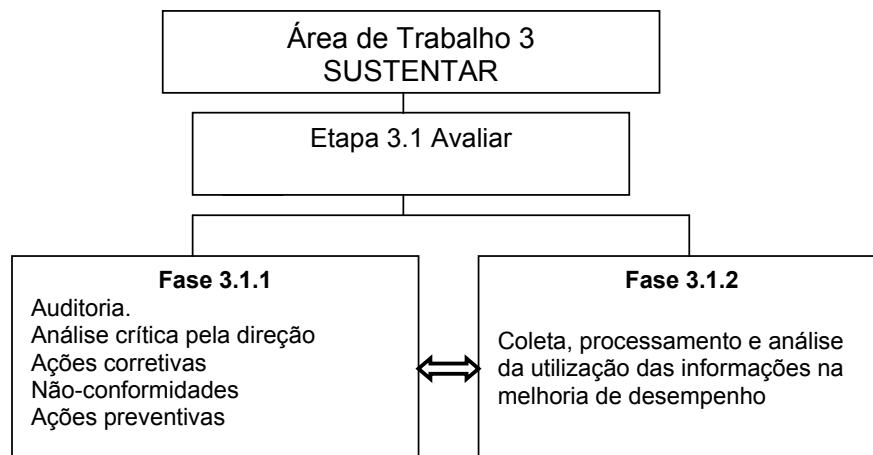 Área de Trabalho 3
SUSTENTAR
Etapa 3.1 Avaliar
Fase 3.1.1
Auditoria.
Análise crítica pela direção
Ações corretivas
Não-conformidades
Ações preventivas
Fase 3.1.2
Coleta, processamento e análise
da utilização das informações na
melhoria de desempenho